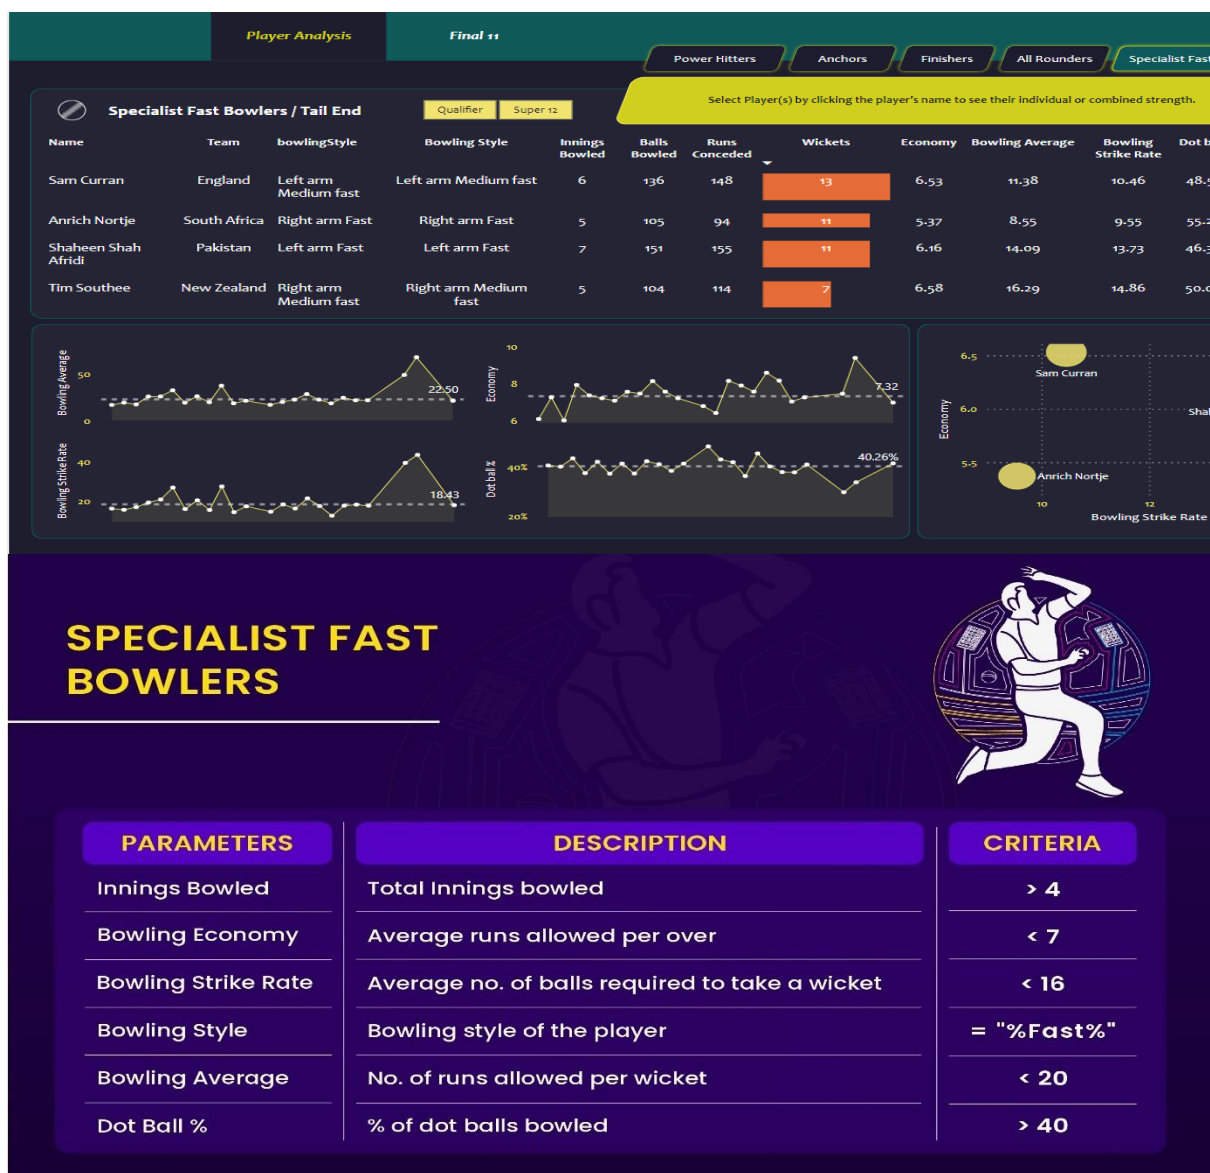 Player Analysis
Final 11
Power Hitters
Anchors
Finishers
All Rounders
Specialist Fast
Specialist Fast Bowlers / Tail End
Qualifier
Super 12
Select Player(s) by clicking the player's name to see their individual or combined strength.
Name Team bowlingStyle Bowling Style Innings Bowled Balls Bowled Runs Conceded Wickets Economy Bowling Average Bowling Strike Rate Dot b
Sam Curran England Left arm Medium fast Left arm Medium fast 6 136 148 13 6.53 11.38 10.46 48.5
Anrich Nortje South Africa Right arm Fast Right arm Fast 5 105 94 11 5.37 8.55 9.55 55.2
Shaheen Shah Afridi Pakistan Left arm Fast Left arm Fast 7 151 155 11 6.16 14.09 13.73 46.3
Tim Southee New Zealand Right arm Medium fast Right arm Medium fast 5 104 114 7 6.58 16.29 14.86 50.0
Bowling Average
50
0
22.50
Economy
10
8
6
7.32
Bowling Strike Rate
40
20
18.43
Dot ball %
40%
20%
40.26%
Economy
6.5
6.0
5.5
Sam Curran
Sha
Anrich Nortje
10
12
Bowling Strike Rate
SPECIALIST FAST
BOWLERS
PARAMETERS DESCRIPTION CRITERIA
Innings Bowled Total Innings bowled > 4
Bowling Economy Average runs allowed per over < 7
Bowling Strike Rate Average no. of balls required to take a wicket < 16
Bowling Style Bowling style of the player = "%Fast%"
Bowling Average No. of runs allowed per wicket < 20
Dot Ball % % of dot balls bowled > 40